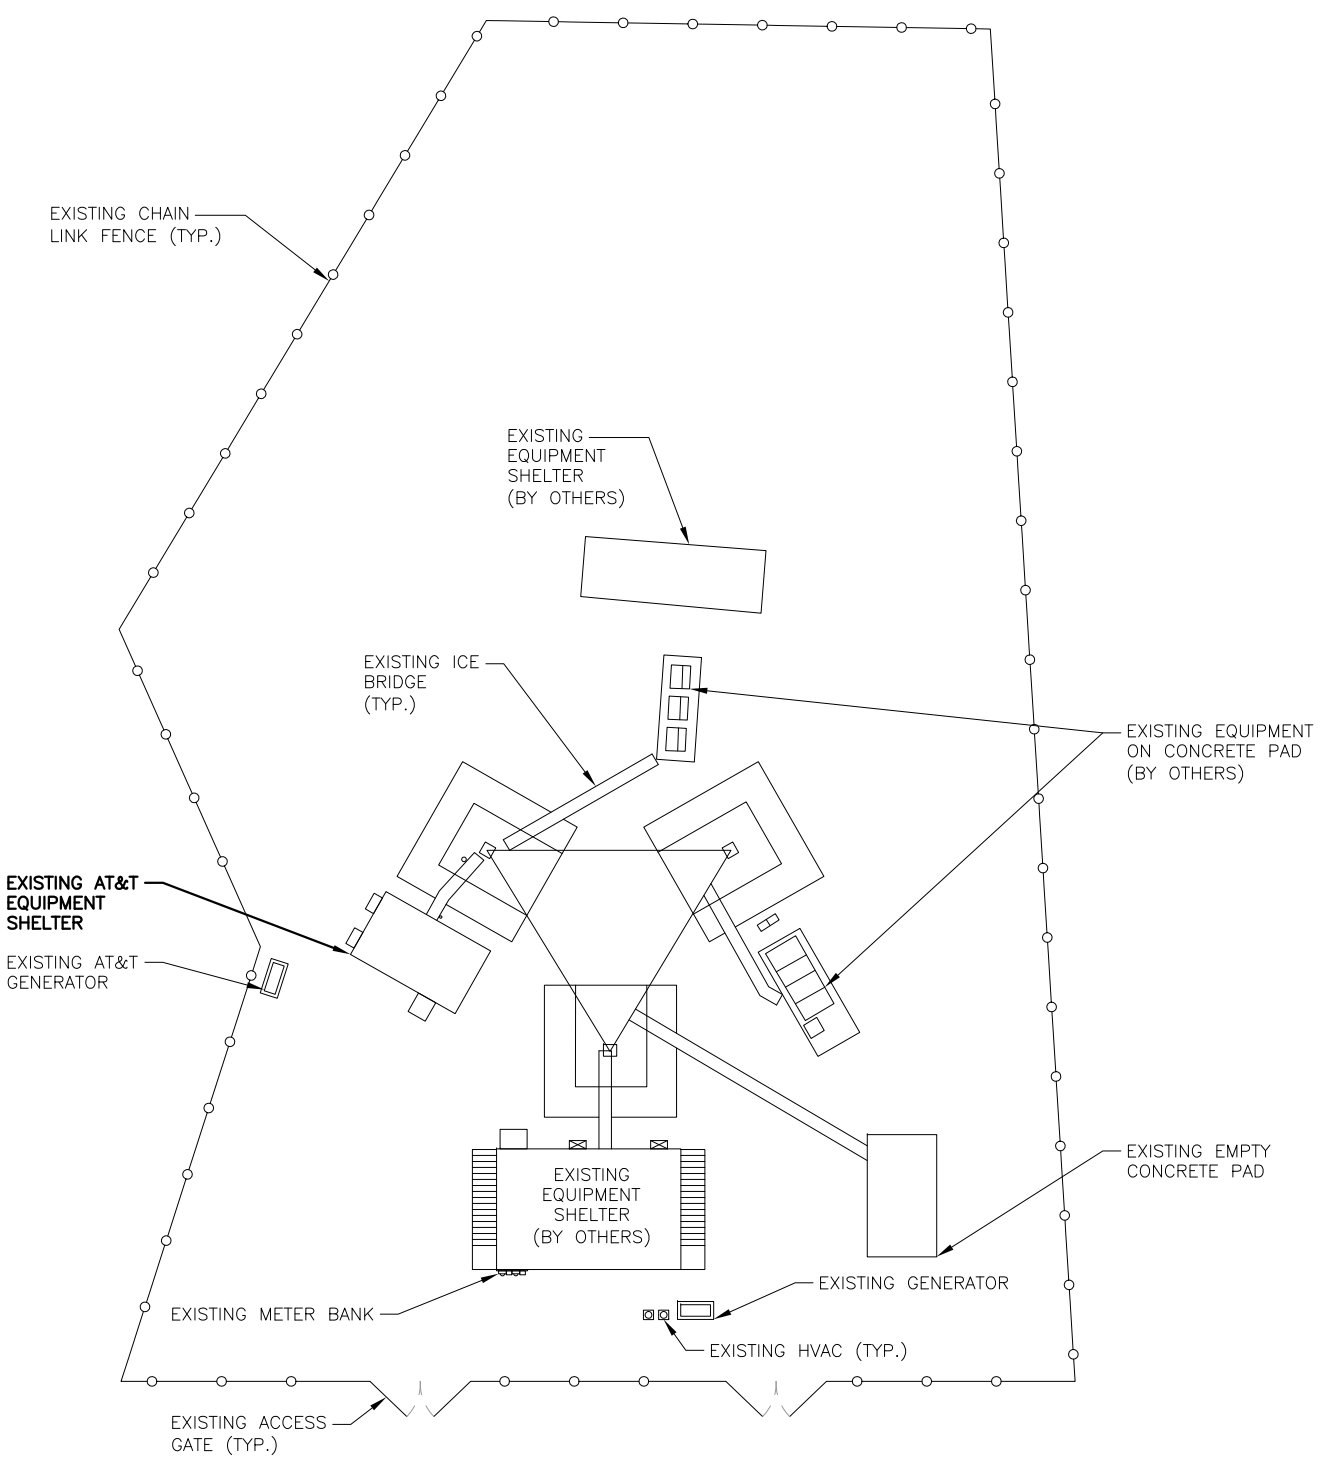 EXISTING CHAIN
LINK FENCE (TYP.)
EXISTING
EQUIPMENT
SHELTER
(BY OTHERS)
EXISTING ICE
BRIDGE
(TYP.)
EXISTING EQUIPMENT
ON CONCRETE PAD
(BY OTHERS)
EXISTING AT&T
EQUIPMENT
SHELTER
EXISTING AT&T
GENERATOR
EXISTING EMPTY
CONCRETE PAD
EXISTING
EQUIPMENT
SHELTER
(BY OTHERS)
EXISTING GENERATOR
EXISTING METER BANK
EXISTING HVAC (TYP.)
EXISTING ACCESS
GATE (TYP.)